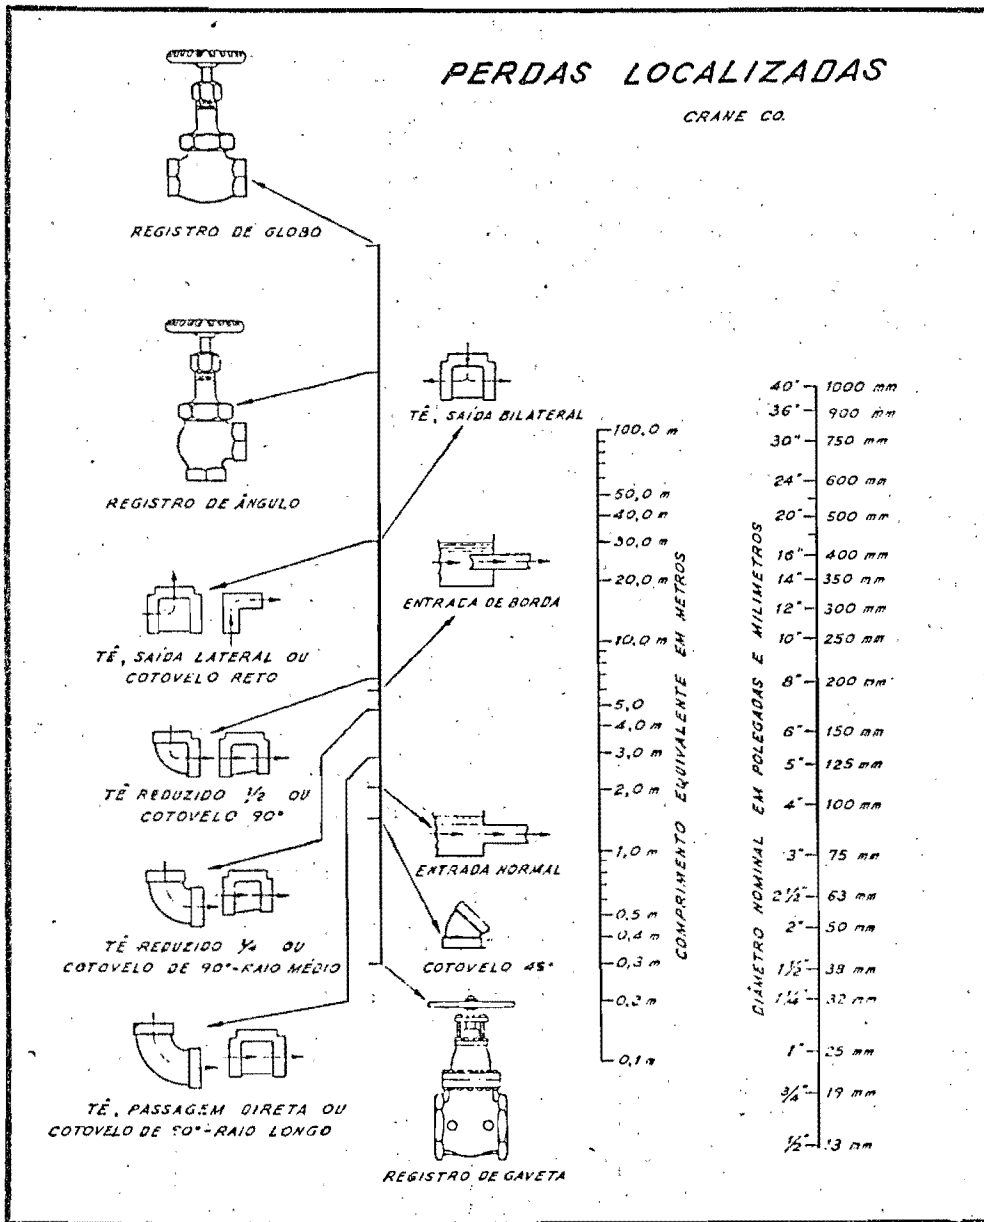 PERDAS LOCALIZADAS
CRANE CO.
REGISTRO DE GLOBO
REGISTRO DE ÂNGULO
TÊ, SAÍDA LATERAL OU
COTOVELO RETO
TÊ REDUZIDO 1/2 OU
COTOVELO 90°
TÊ REDUZIDO 1/4 OU
COTOVELO DE 90°-RAIO MÉDIO
TÊ, PASSAGEM DIRETA OU
COTOVELO DE 90°-RAIO LONGO
TÊ, SAÍDA BILATERAL
ENTRADA DE BORDA
ENTRADA NORMAL
COTOVELO 45°
REGISTRO DE GAVETA
100,0 m
50,0 m
40,0 m
30,0 m
20,0 m
10,0 m
5,0
4,0 m
3,0 m
2,0 m
1,0 m
0,5 m
0,4 m
0,3 m
0,2 m
0,1 m
COMPRIMENTO EQUIVALENTE EM METROS
DIÂMETRO NOMINAL EM POLEGADAS E MILIMETROS
40" 1000 mm
36" 900 mm
30" 750 mm
24" 600 mm
20" 500 mm
16" 400 mm
14" 350 mm
12" 300 mm
10" 250 mm
8" 200 mm
6" 150 mm
5" 125 mm
4" 100 mm
3" 75 mm
2 1/2" 63 mm
2" 50 mm
1 1/2" 38 mm
1 1/4" 32 mm
1" 25 mm
3/4" 19 mm
1/2" 13 mm